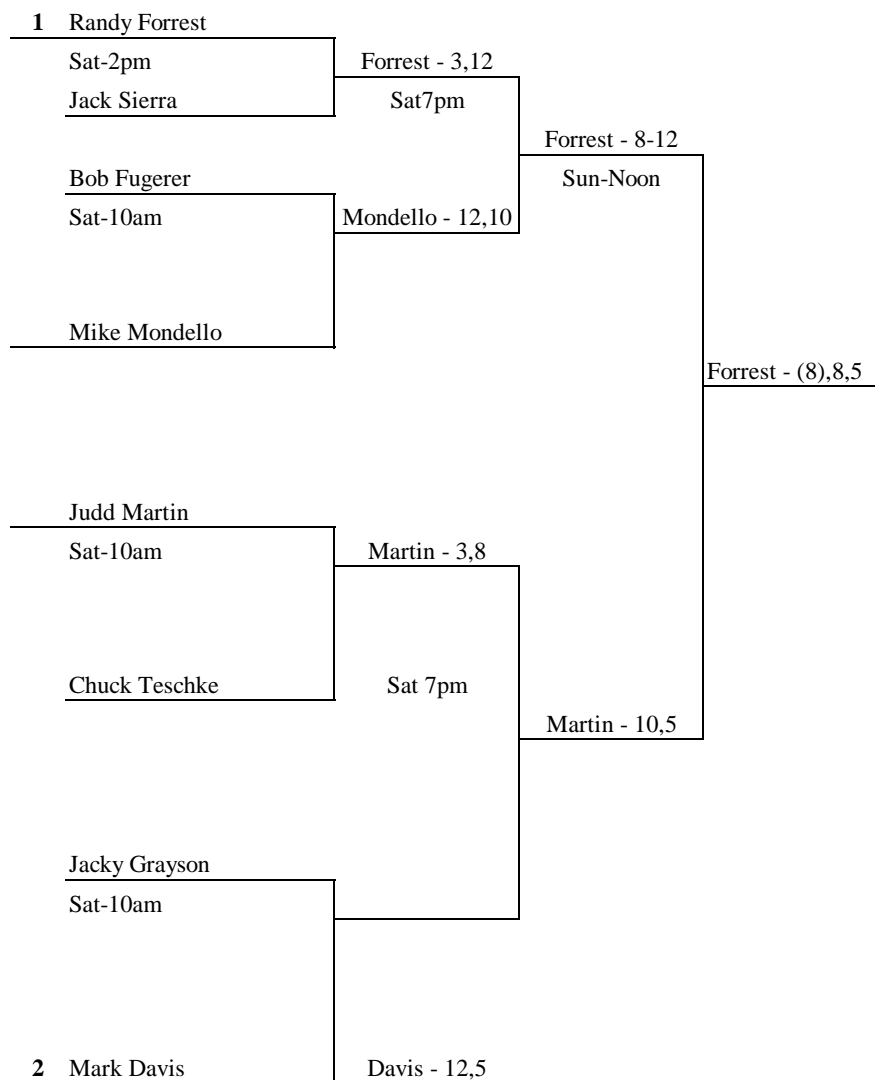 1 Randy Forrest
Sat-2pm Forrest - 3,12
Jack Sierra Sat7pm
Forrest - 8-12
Bob Fugerer Sun-Noon
Sat-10am Mondello - 12,10
Mike Mondello
Forrest - (8),8,5
Judd Martin
Sat-10am Martin - 3,8
Chuck Teschke Sat 7pm
Martin - 10,5
Jacky Grayson
Sat-10am
2 Mark Davis Davis - 12,5